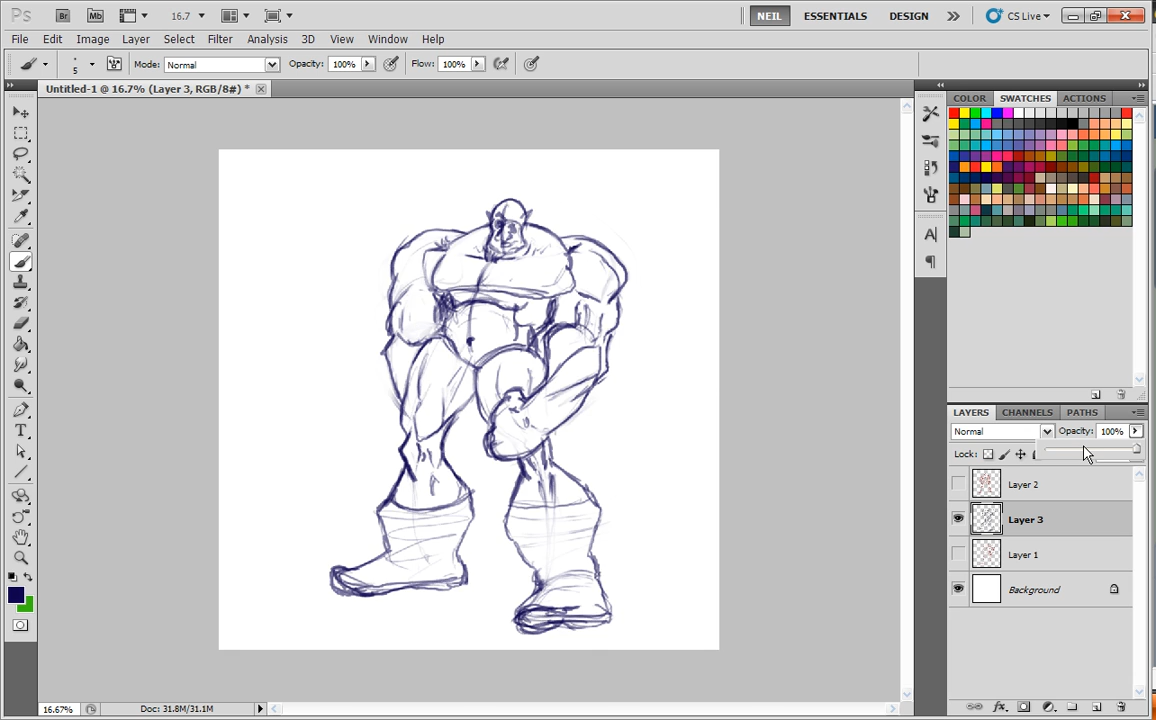 Ps Br Mb 16.7 NEIL ESSENTIALS DESIGN CS Live
File Edit Image Layer Select Filter Analysis 3D View Window Help
5 Mode: Normal Opacity: 100% Flow: 100%
Untitled-1 @ 16.7% (Layer 3, RGB/8#) *
COLOR SWATCHES ACTIONS
LAYERS CHANNELS PATHS
Normal Opacity: 100%
Lock:
Layer 2
Layer 3
Layer 1
Background
16.67% Doc: 31.8M/31.1M